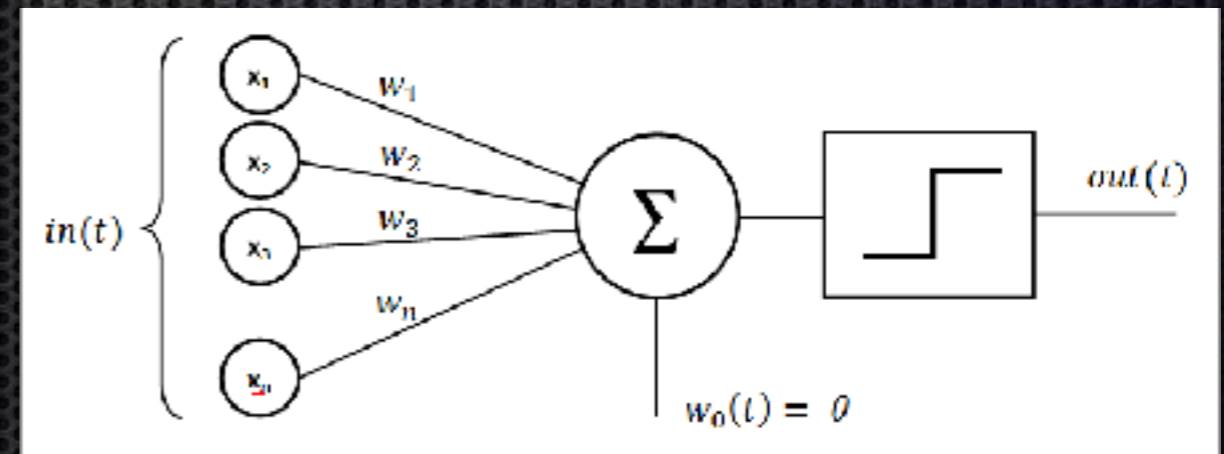 x₁
w₁
x₂
w₂
in(t)
x₃
w₃
Σ
out(t)
wₙ
xₙ
w₀(t) = 0